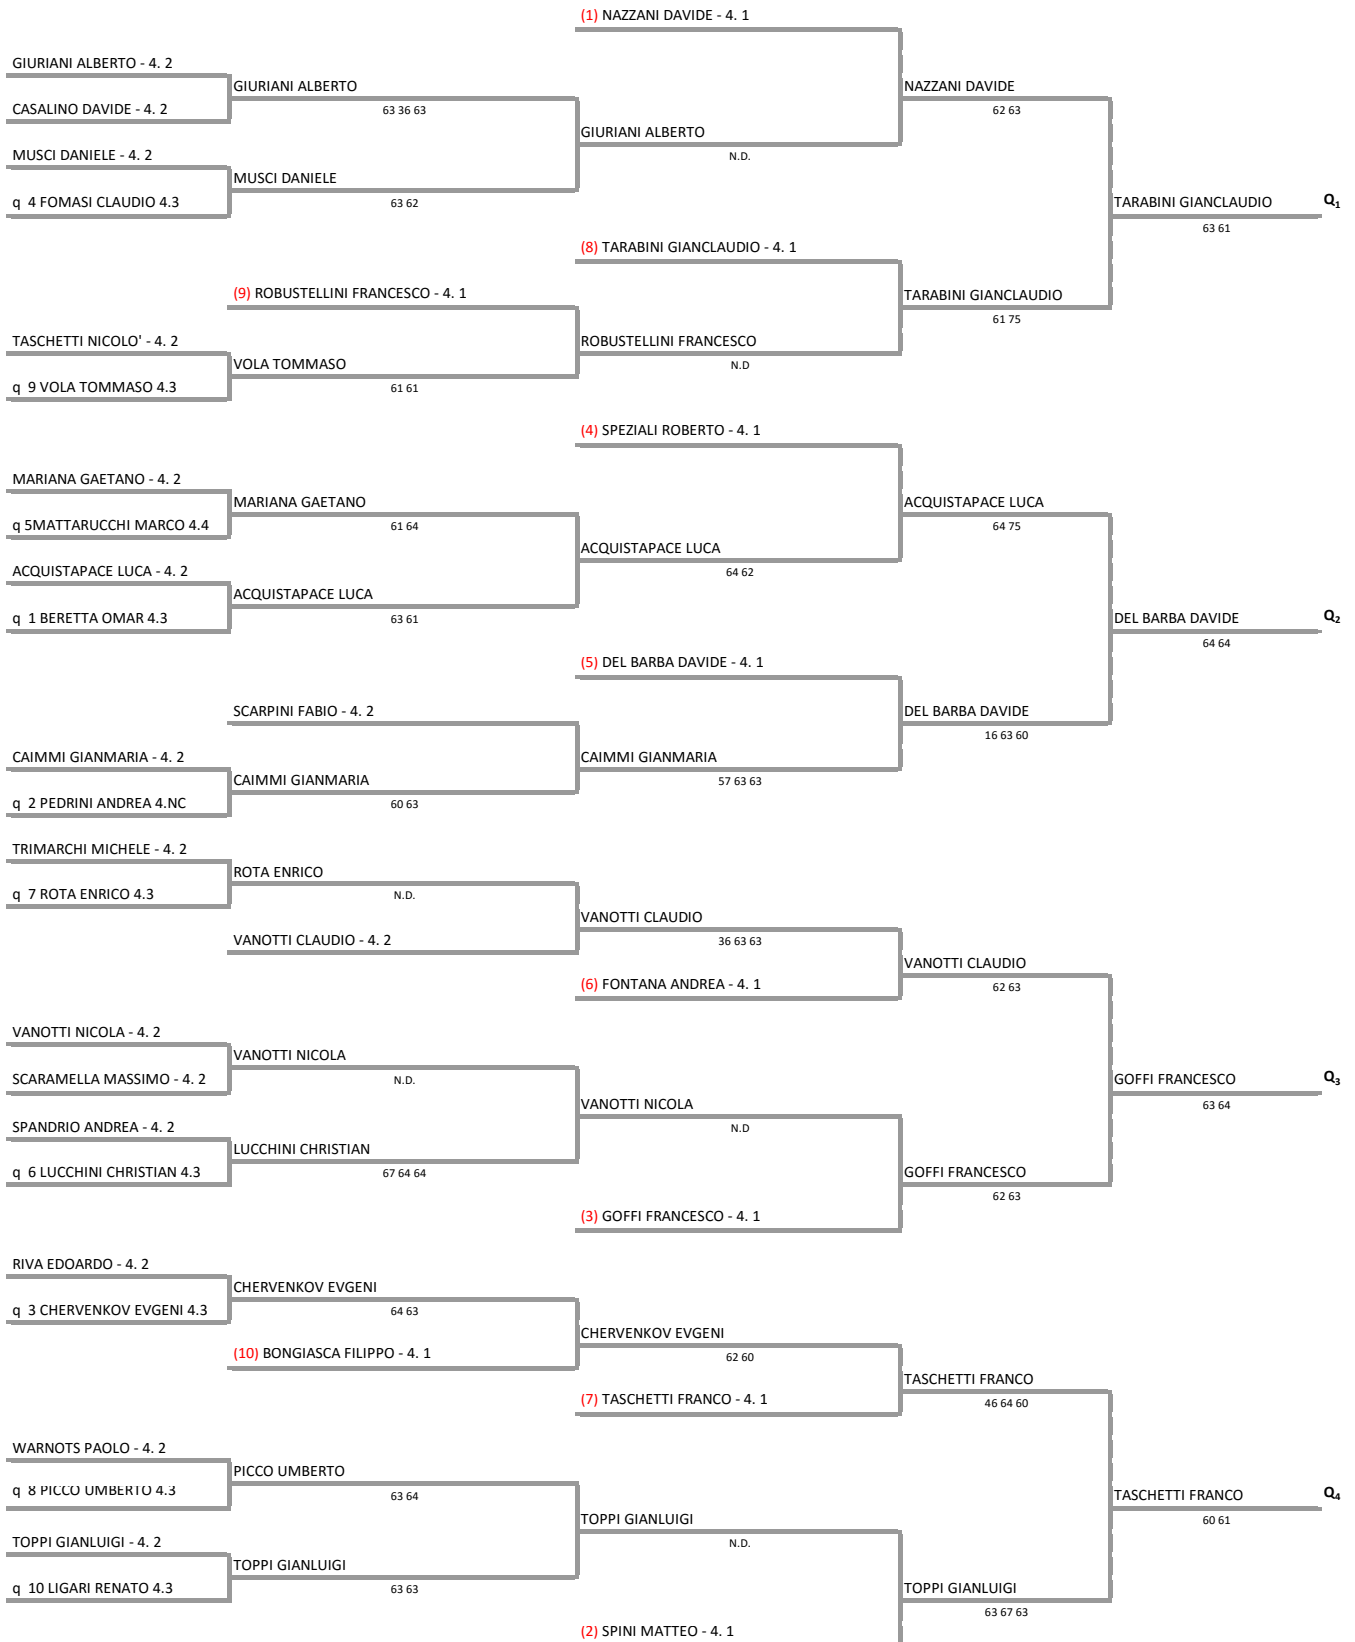 (1) NAZZANI DAVIDE - 4. 1
GIURIANI ALBERTO - 4. 2
GIURIANI ALBERTO
NAZZANI DAVIDE
CASALINO DAVIDE - 4. 2
63 36 63
62 63
GIURIANI ALBERTO
MUSCI DANIELE - 4. 2
N.D.
MUSCI DANIELE
q 4 FOMASI CLAUDIO 4.3
63 62
TARABINI GIANCLAUDIO
Q1
63 61
(8) TARABINI GIANCLAUDIO - 4. 1
(9) ROBUSTELLINI FRANCESCO - 4. 1
TARABINI GIANCLAUDIO
61 75
TASCHETTI NICOLO' - 4. 2
ROBUSTELLINI FRANCESCO
VOLA TOMMASO
N.D
q 9 VOLA TOMMASO 4.3
61 61
(4) SPEZIALI ROBERTO - 4. 1
MARIANA GAETANO - 4. 2
MARIANA GAETANO
ACQUISTAPACE LUCA
q 5MATTARUCCHI MARCO 4.4
61 64
64 75
ACQUISTAPACE LUCA
ACQUISTAPACE LUCA - 4. 2
64 62
ACQUISTAPACE LUCA
q 1 BERETTA OMAR 4.3
63 61
DEL BARBA DAVIDE
Q2
64 64
(5) DEL BARBA DAVIDE - 4. 1
SCARPINI FABIO - 4. 2
DEL BARBA DAVIDE
16 63 60
CAIMMI GIANMARIA - 4. 2
CAIMMI GIANMARIA
CAIMMI GIANMARIA
57 63 63
q 2 PEDRINI ANDREA 4.NC
60 63
TRIMARCHI MICHELE - 4. 2
ROTA ENRICO
q 7 ROTA ENRICO 4.3
N.D.
VANOTTI CLAUDIO
VANOTTI CLAUDIO - 4. 2
36 63 63
VANOTTI CLAUDIO
(6) FONTANA ANDREA - 4. 1
62 63
VANOTTI NICOLA - 4. 2
VANOTTI NICOLA
SCARAMELLA MASSIMO - 4. 2
N.D.
GOFFI FRANCESCO
Q3
VANOTTI NICOLA
63 64
SPANDRIO ANDREA - 4. 2
N.D
LUCCHINI CHRISTIAN
q 6 LUCCHINI CHRISTIAN 4.3
67 64 64
GOFFI FRANCESCO
62 63
(3) GOFFI FRANCESCO - 4. 1
RIVA EDOARDO - 4. 2
CHERVENKOV EVGENI
q 3 CHERVENKOV EVGENI 4.3
64 63
CHERVENKOV EVGENI
(10) BONGIASCA FILIPPO - 4. 1
62 60
TASCHETTI FRANCO
(7) TASCHETTI FRANCO - 4. 1
46 64 60
WARNOTS PAOLO - 4. 2
PICCO UMBERTO
q 8 PICCO UMBERTO 4.3
63 64
TASCHETTI FRANCO
Q4
TOPPI GIANLUIGI
60 61
TOPPI GIANLUIGI - 4. 2
N.D.
TOPPI GIANLUIGI
q 10 LIGARI RENATO 4.3
63 63
TOPPI GIANLUIGI
63 67 63
(2) SPINI MATTEO - 4. 1